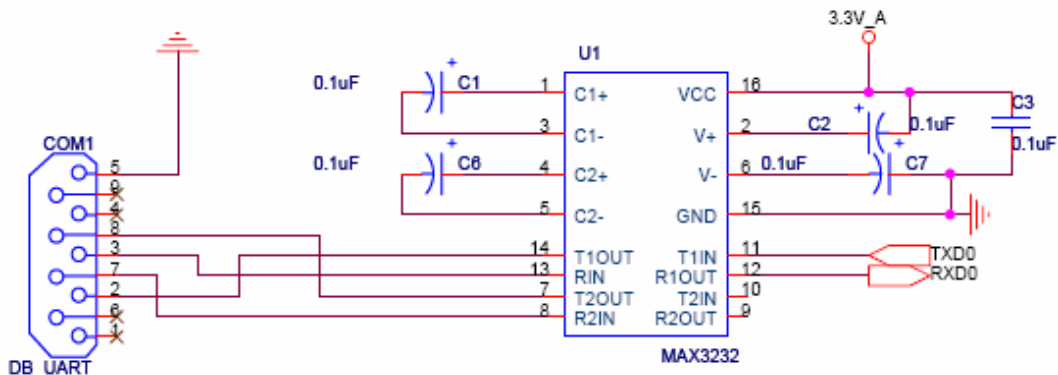 3.3V_A
U1
0.1uF + C1 1 C1+ VCC 16 C3
3 C1- V+ 2 C2 + 0.1uF 0.1uF
COM1
0.1uF + C6 4 C2+ V- 6 0.1uF + C7
5
9
4 5 C2- GND 15
8
3 14 T1OUT T1IN 11 TXD0
7 13 RIN R1OUT 12 RXD0
2 7 T2OUT T2IN 10
6 8 R2IN R2OUT 9
1
MAX3232
DB UART